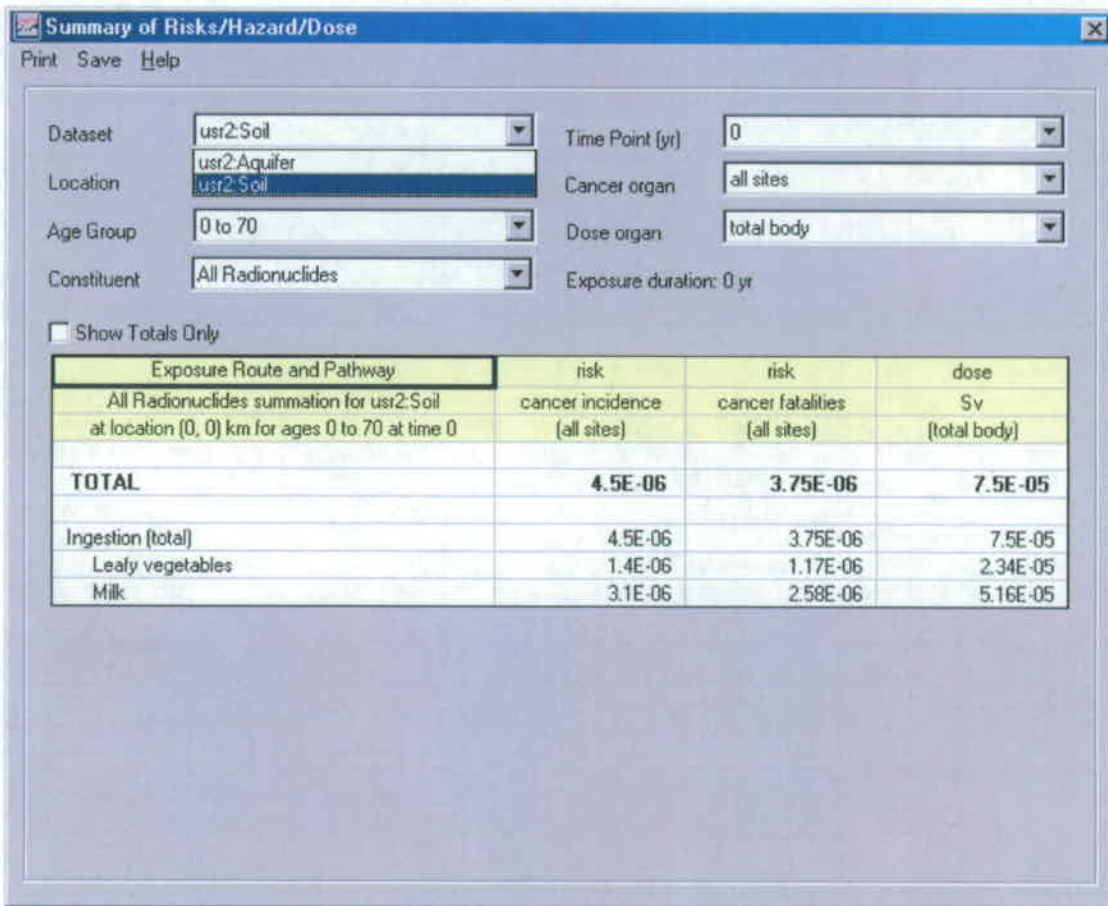 Summary of Risks/Hazard/Dose
Print Save Help
Dataset usr2:Soil Time Point (yr) 0
usr2:Aquifer
Location usr2:Soil Cancer organ all sites
Age Group 0 to 70 Dose organ total body
Constituent All Radionuclides Exposure duration: 0 yr
Show Totals Only
Exposure Route and Pathway risk risk dose
All Radionuclides summation for usr2:Soil cancer incidence cancer fatalities Sv
at location (0, 0) km for ages 0 to 70 at time 0 (all sites) (all sites) (total body)
TOTAL 4.5E-06 3.75E-06 7.5E-05
Ingestion (total) 4.5E-06 3.75E-06 7.5E-05
Leafy vegetables 1.4E-06 1.17E-06 2.34E-05
Milk 3.1E-06 2.58E-06 5.16E-05